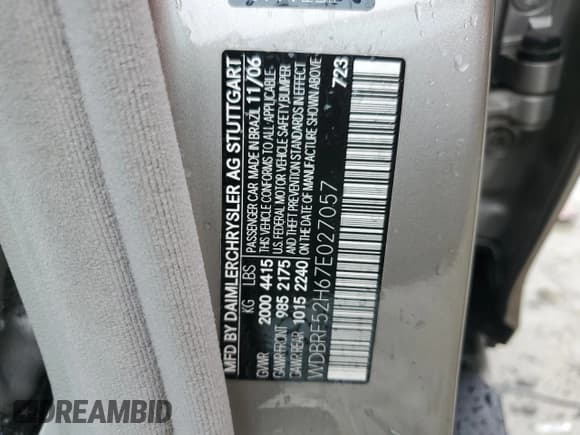 MFD BY DAIMLERCHRYSLER AG STUTTGART
PASSENGER CAR MADE IN BRAZIL 11/06
KG LBS THIS VEHICLE CONFORMS TO ALL APPLICABLE
GVWR 2000 4415 U.S. FEDERAL MOTOR VEHICLE SAFETY, BUMPER
GAWR FRONT 985 2175 AND THEFT PREVENTION STANDARDS IN EFFECT
GAWR REAR 1015 2240 ON THE DATE OF MANUFACTURE SHOWN ABOVE
WDBRF52H67E027057 723
DREAMBID